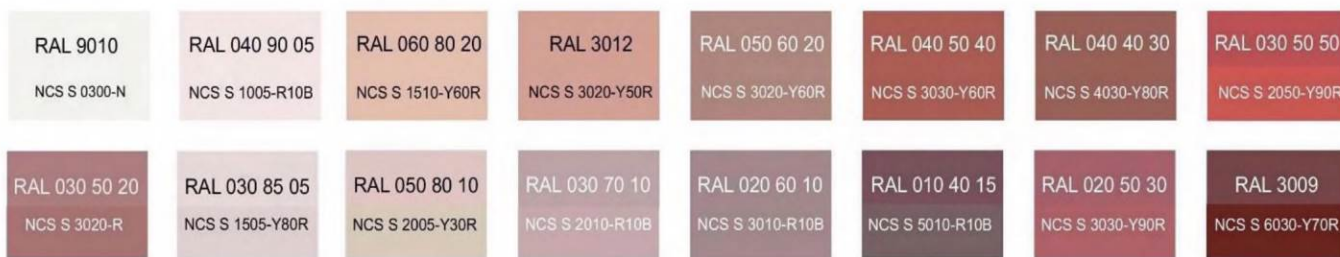 RAL 9010
NCS S 0300-N
RAL 040 90 05
NCS S 1005-R10B
RAL 060 80 20
NCS S 1510-Y60R
RAL 3012
NCS S 3020-Y50R
RAL 050 60 20
NCS S 3020-Y60R
RAL 040 50 40
NCS S 3030-Y60R
RAL 040 40 30
NCS S 4030-Y80R
RAL 030 50 50
NCS S 2050-Y90R
RAL 030 50 20
NCS S 3020-R
RAL 030 85 05
NCS S 1505-Y80R
RAL 050 80 10
NCS S 2005-Y30R
RAL 030 70 10
NCS S 2010-R10B
RAL 020 60 10
NCS S 3010-R10B
RAL 010 40 15
NCS S 5010-R10B
RAL 020 50 30
NCS S 3030-Y90R
RAL 3009
NCS S 6030-Y70R